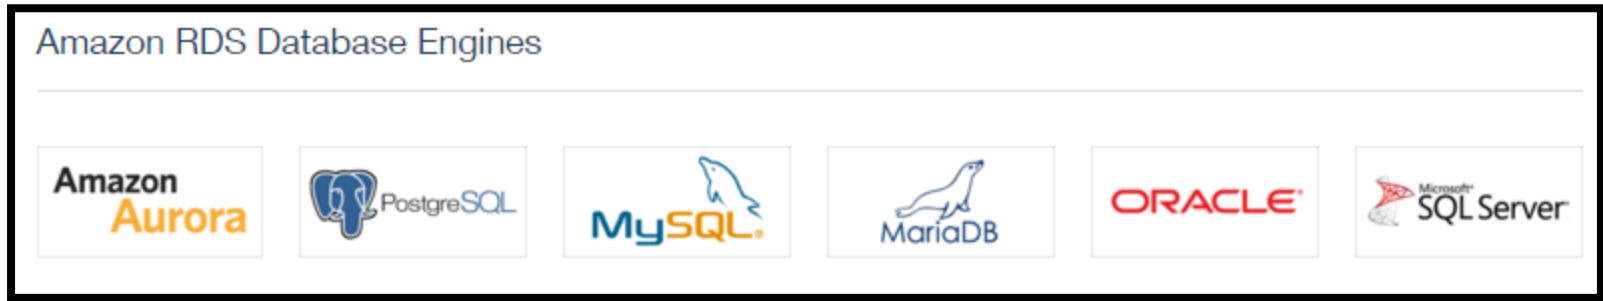 Amazon RDS Database Engines
Amazon
Aurora
PostgreSQL
MySQL®
MariaDB
ORACLE®
Microsoft®
SQL Server